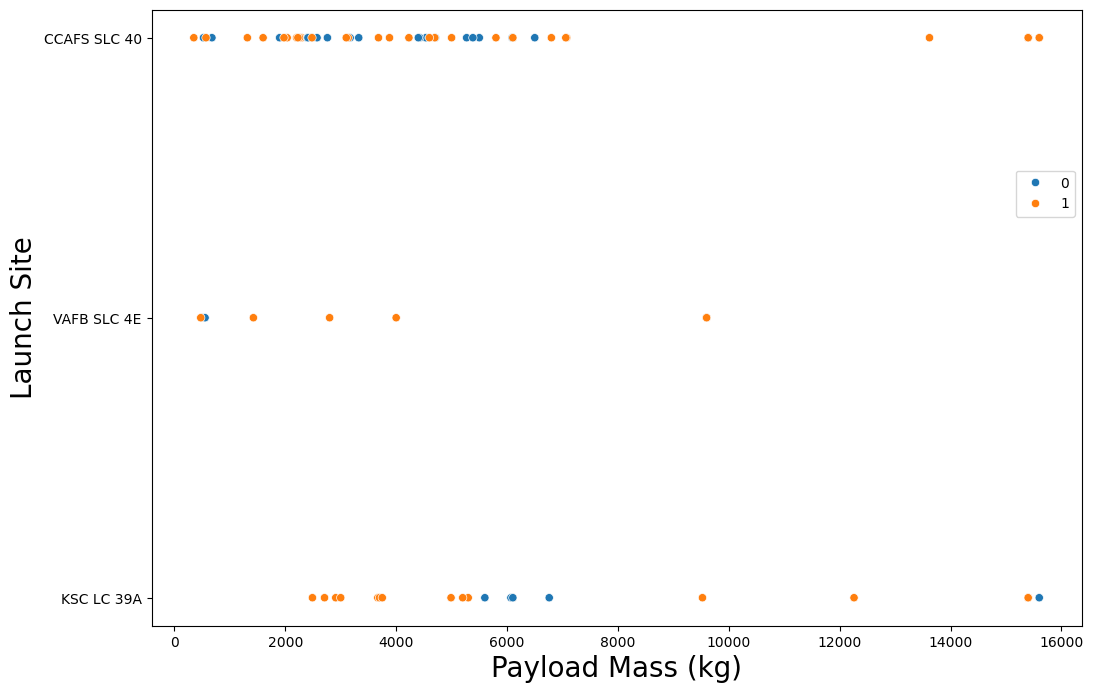 CCAFS SLC 40
0
1
VAFB SLC 4E
KSC LC 39A
Launch Site
0 2000 4000 6000 8000 10000 12000 14000 16000
Payload Mass (kg)